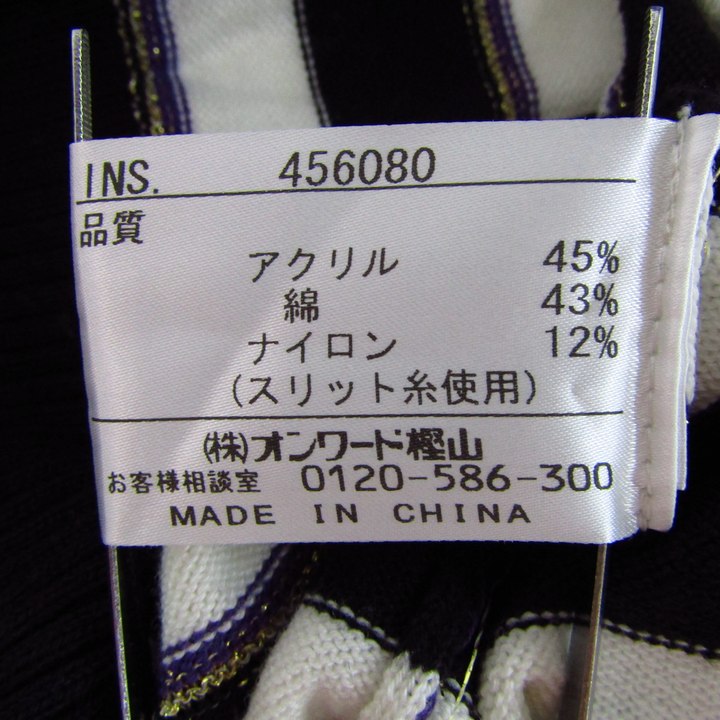 INS. 456080
品質
アクリル 45%
綿 43%
ナイロン 12%
(スリット糸使用)
(株)オンワード樫山
お客様相談室 0120-586-300
MADE IN CHINA